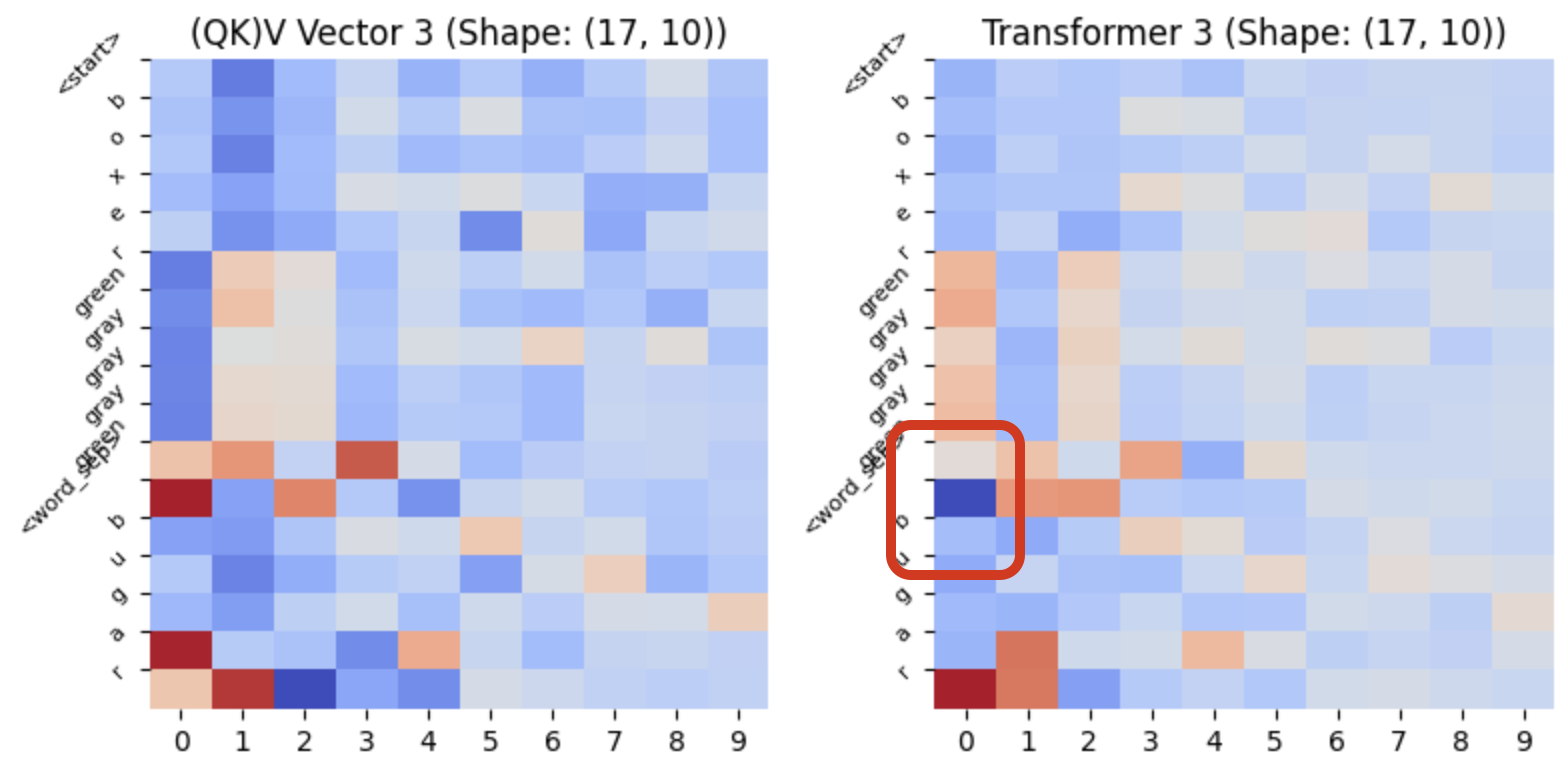 (QK)V Vector 3 (Shape: (17, 10))
<start>
b
o
x
e
r
green
gray
gray
gray
green
<word_sep>
b
u
g
a
r
0 1 2 3 4 5 6 7 8 9
Transformer 3 (Shape: (17, 10))
<start>
b
o
x
e
r
green
gray
gray
gray
green
<word_sep>
b
u
g
a
r
0 1 2 3 4 5 6 7 8 9